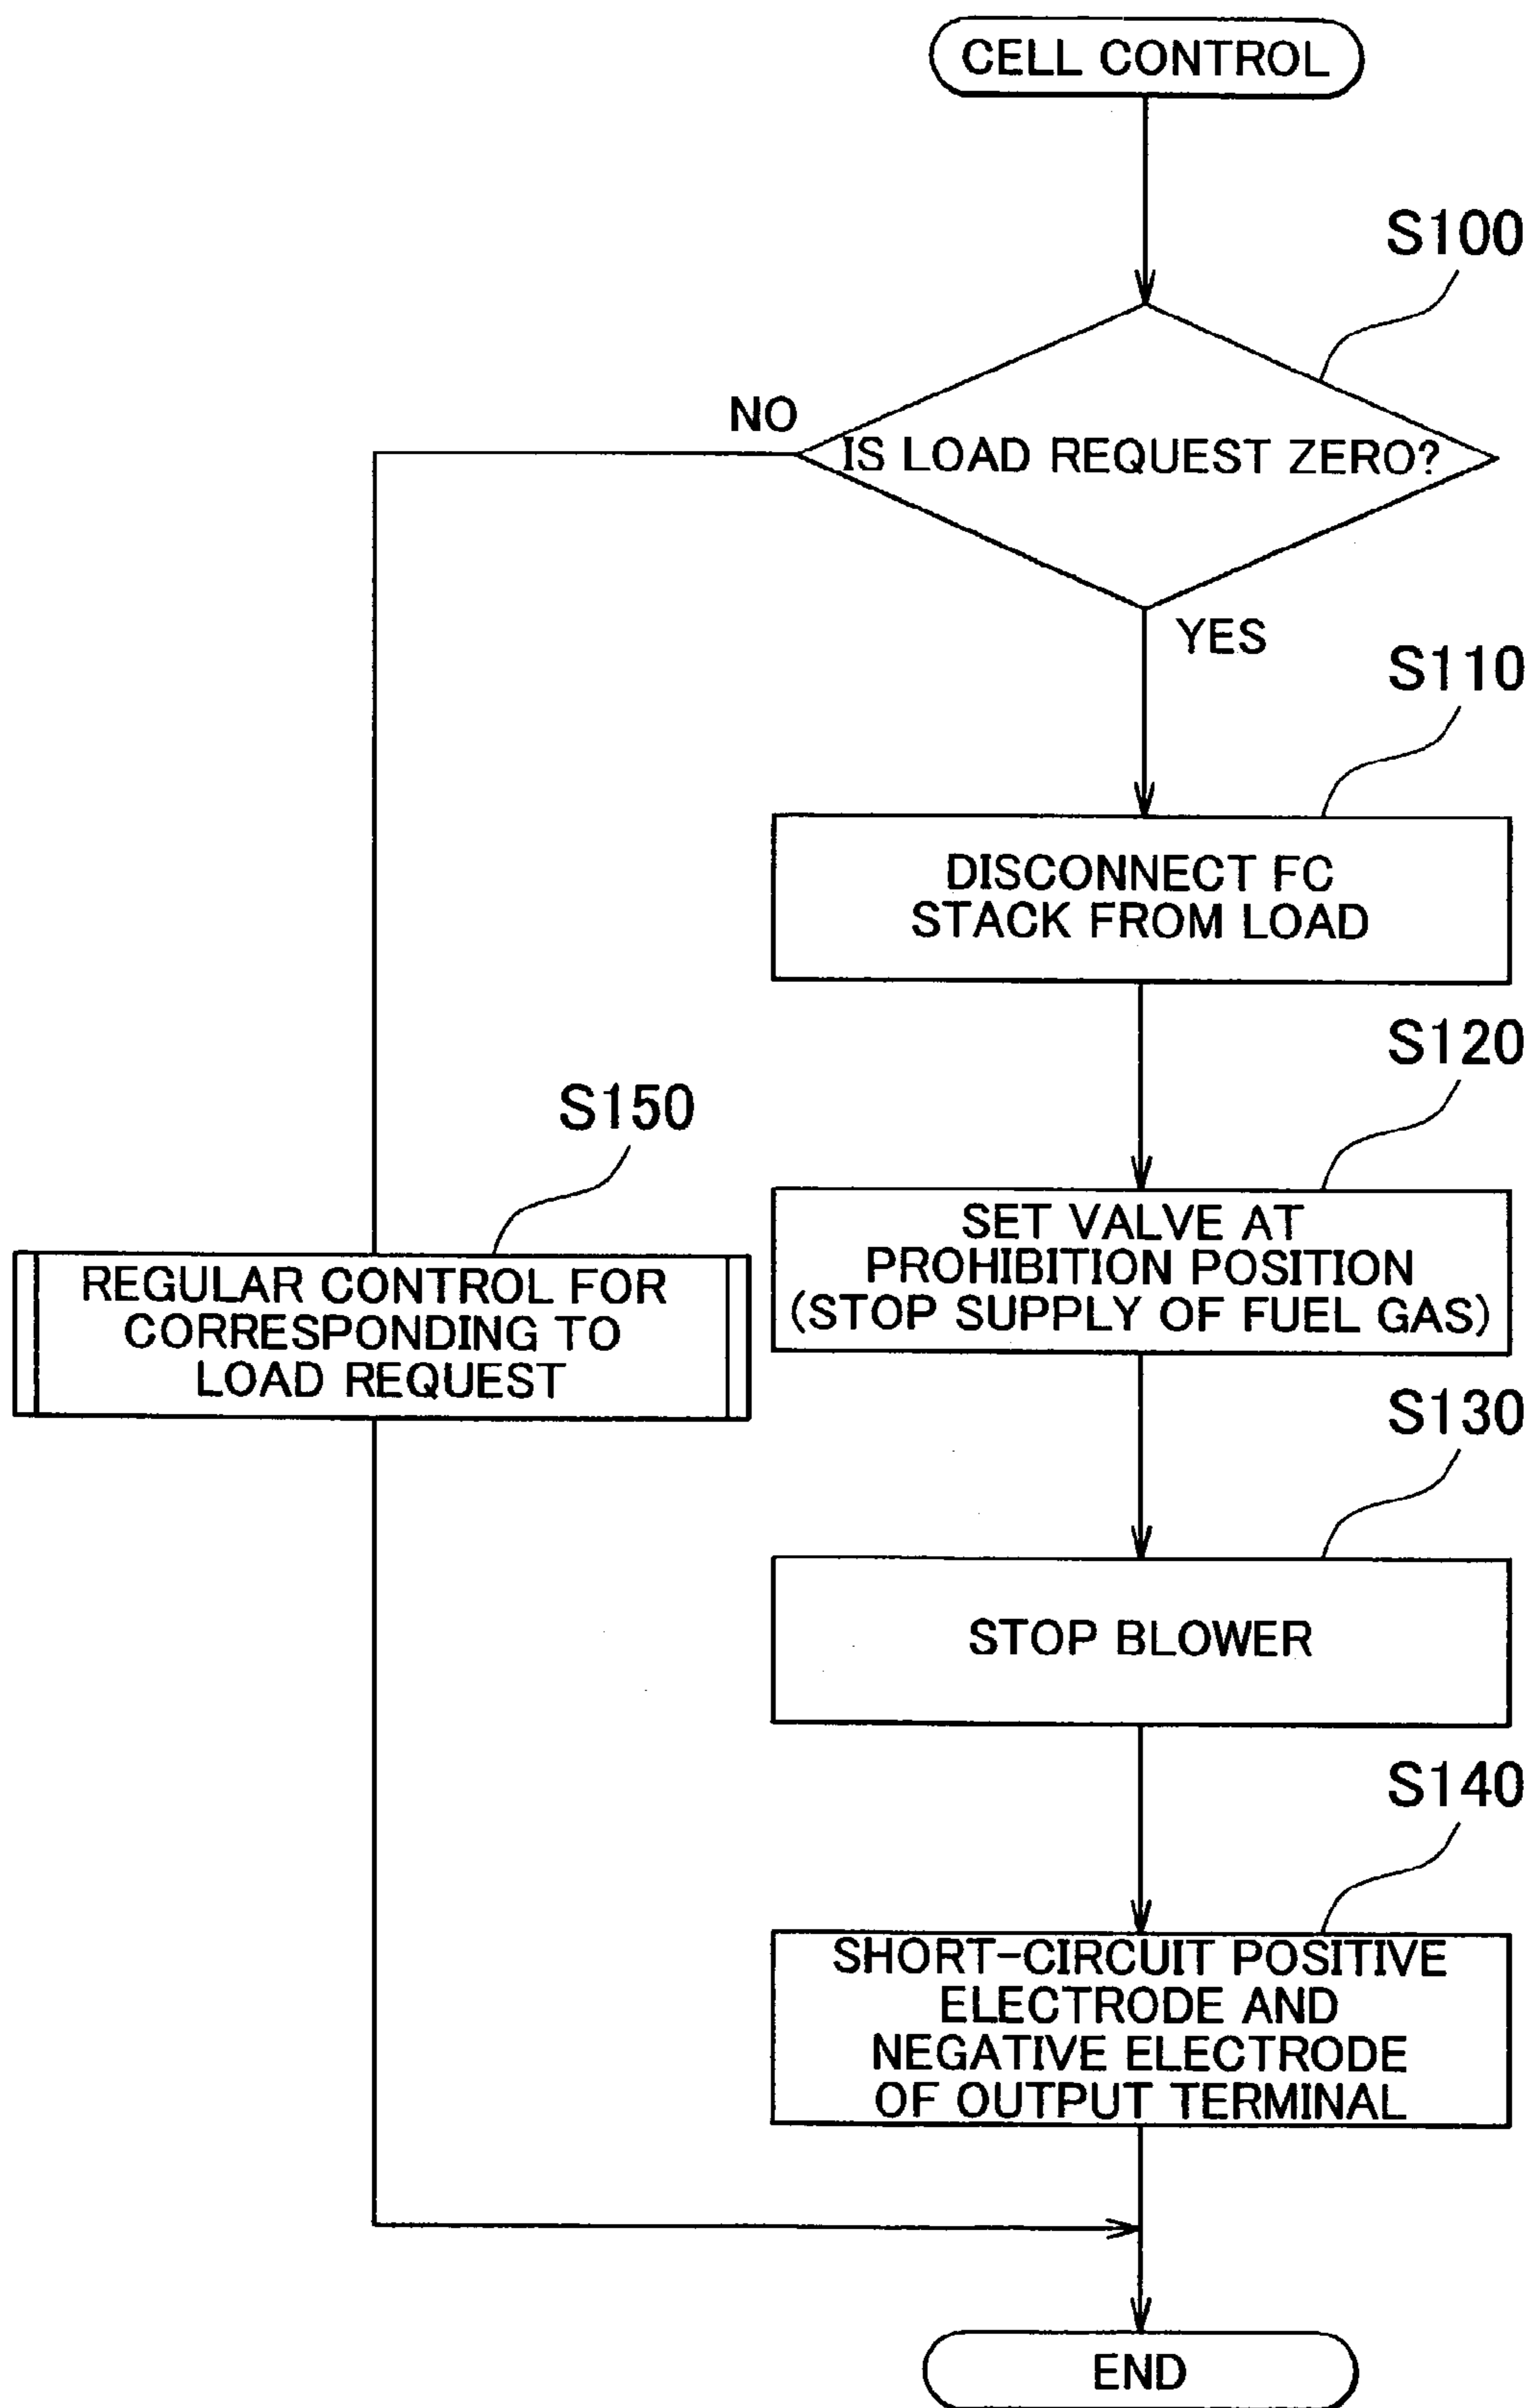 CELL CONTROL
S100
NO
IS LOAD REQUEST ZERO?
YES
S110
DISCONNECT FC
STACK FROM LOAD
S120
SET VALVE AT
PROHIBITION POSITION
(STOP SUPPLY OF FUEL GAS)
S150
REGULAR CONTROL FOR
CORRESPONDING TO
LOAD REQUEST
S130
STOP BLOWER
S140
SHORT-CIRCUIT POSITIVE
ELECTRODE AND
NEGATIVE ELECTRODE
OF OUTPUT TERMINAL
END